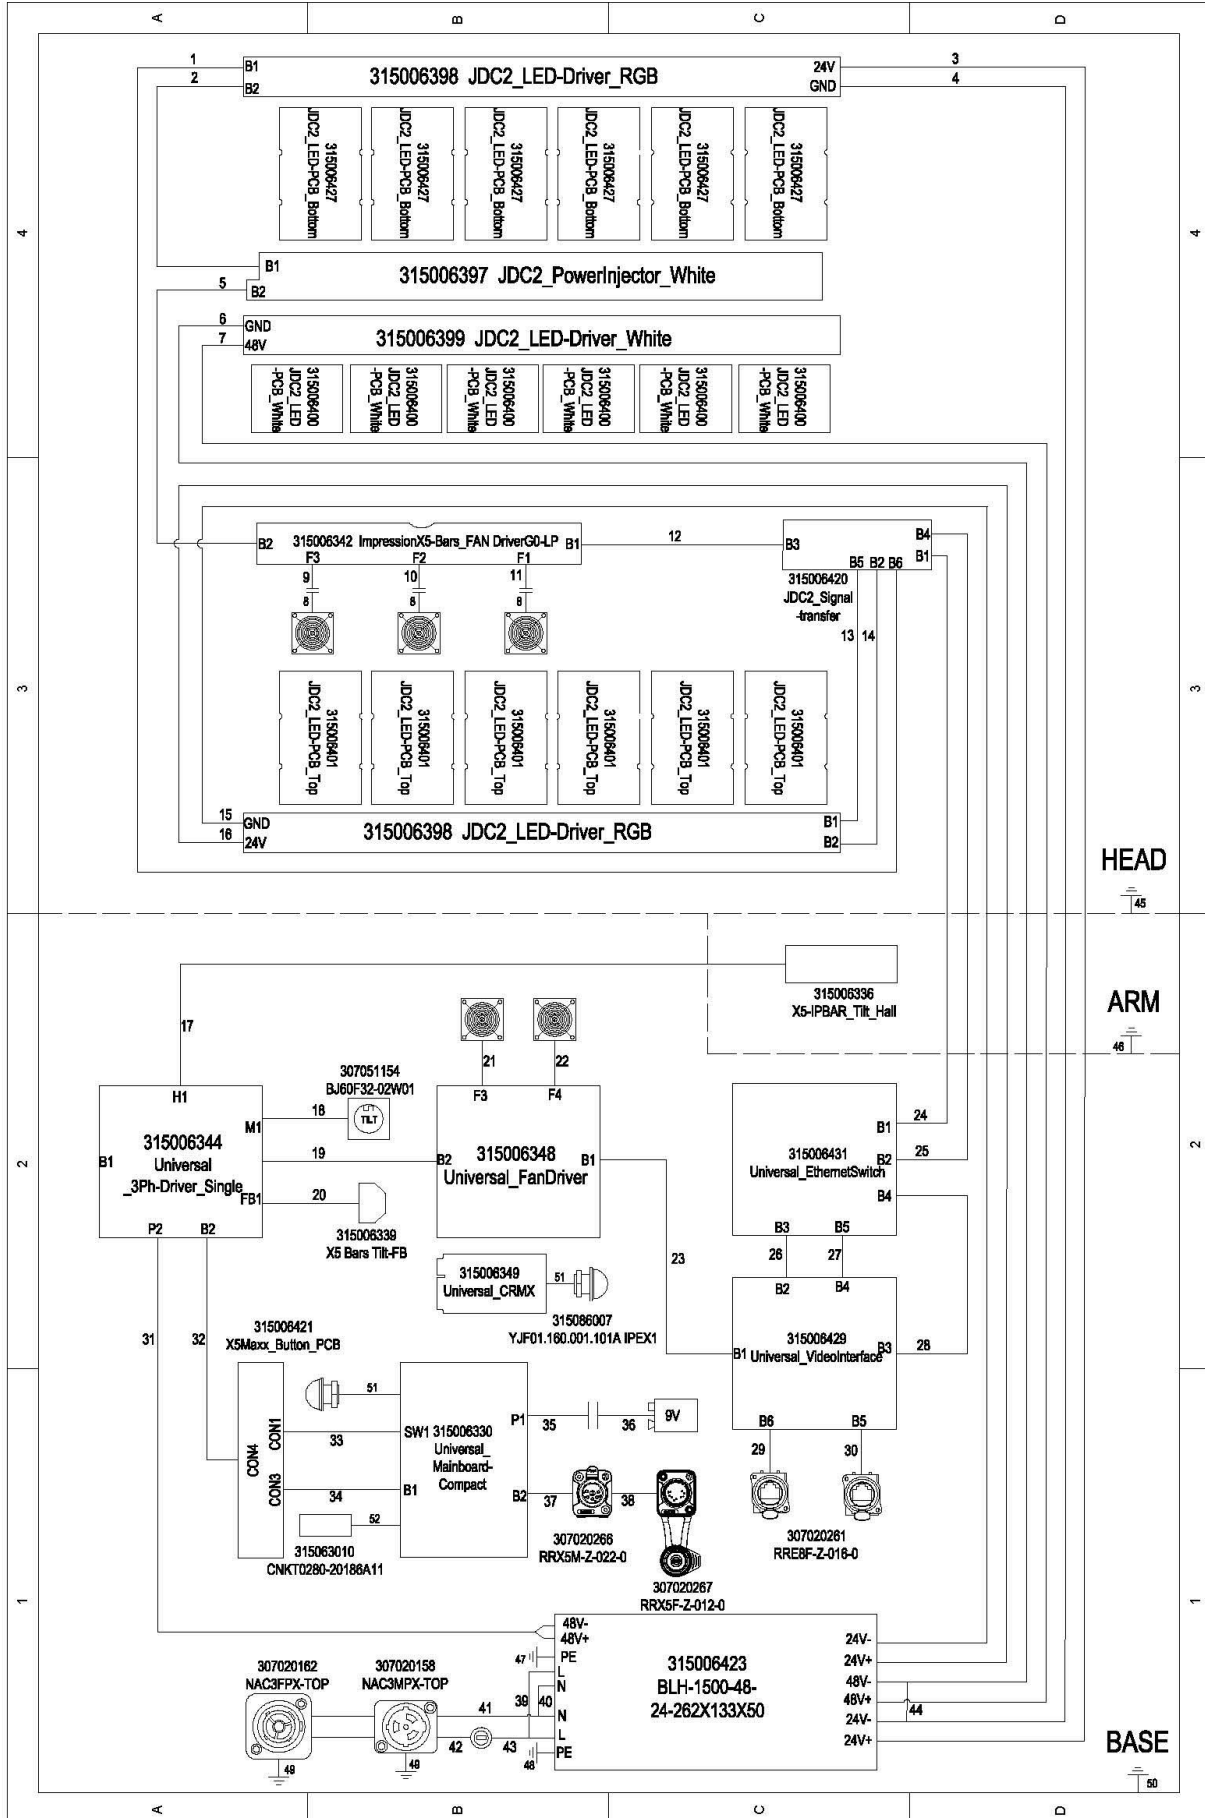 A
B
C
D
1
2
B1
B2
315006398 JDC2_LED-Driver_RGB
24V
GND
3
4
315006427
JDC2_LED-PCB_Bottom
315006427
JDC2_LED-PCB_Bottom
315006427
JDC2_LED-PCB_Bottom
315006427
JDC2_LED-PCB_Bottom
315006427
JDC2_LED-PCB_Bottom
315006427
JDC2_LED-PCB_Bottom
4
4
B1
5
B2
315006397 JDC2_PowerInjector_White
6
GND
7
48V
315006399 JDC2_LED-Driver_White
315006400
JDC2_LED
-PCB_White
315006400
JDC2_LED
-PCB_White
315006400
JDC2_LED
-PCB_White
315006400
JDC2_LED
-PCB_White
315006400
JDC2_LED
-PCB_White
315006400
JDC2_LED
-PCB_White
B2
315006342 ImpressionX5-Bars_FAN DriverG0-LP
B1
F3
F2
F1
12
B3
B4
B1
B5 B2 B6
315006420
JDC2_Signal
-transfer
9
10
11
8
8
8
13
14
3
3
315006401
JDC2_LED-PCB_Top
315006401
JDC2_LED-PCB_Top
315006401
JDC2_LED-PCB_Top
315006401
JDC2_LED-PCB_Top
315006401
JDC2_LED-PCB_Top
315006401
JDC2_LED-PCB_Top
15
GND
16
24V
315006398 JDC2_LED-Driver_RGB
B1
B2
HEAD
45
315006336
X5-IPBAR_Tilt_Hall
ARM
46
17
21
22
307051154
BJ60F32-02W01
TILT
H1
M1
18
315006344
Universal
_3Ph-Driver_Single
B1
19
FB1
20
P2
B2
315006339
X5 Bars Tilt-FB
F3
F4
B2
315006348
Universal_FanDriver
B1
23
B1
24
315006431
Universal_EthernetSwitch
B2
25
B4
B3
B5
2
2
26
27
B2
B4
315006429
Universal_VideoInterface
B1
B3
28
B6
B5
29
30
315006349
Universal_CRMX
51
315086007
YJF01.160.001.101A IPEX1
31
32
315006421
X5Maxx_Button_PCB
CON4
CON1
CON3
51
33
34
52
SW1 315006330
Universal_
Mainboard-
Compact
B1
P1
B2
35
36
9V
37
38
315063010
CNKT0280-20186A11
307020266
RRX5M-Z-022-0
307020267
RRX5F-Z-012-0
307020261
RRE8F-Z-016-0
1
1
48V-
48V+
47
PE
L
N
39
40
N
L
48
PE
315006423
BLH-1500-48-
24-262X133X50
24V-
24V+
48V-
48V+
24V-
24V+
44
307020162
NAC3FPX-TOP
307020158
NAC3MPX-TOP
41
42
43
49
49
BASE
50
A
B
C
D